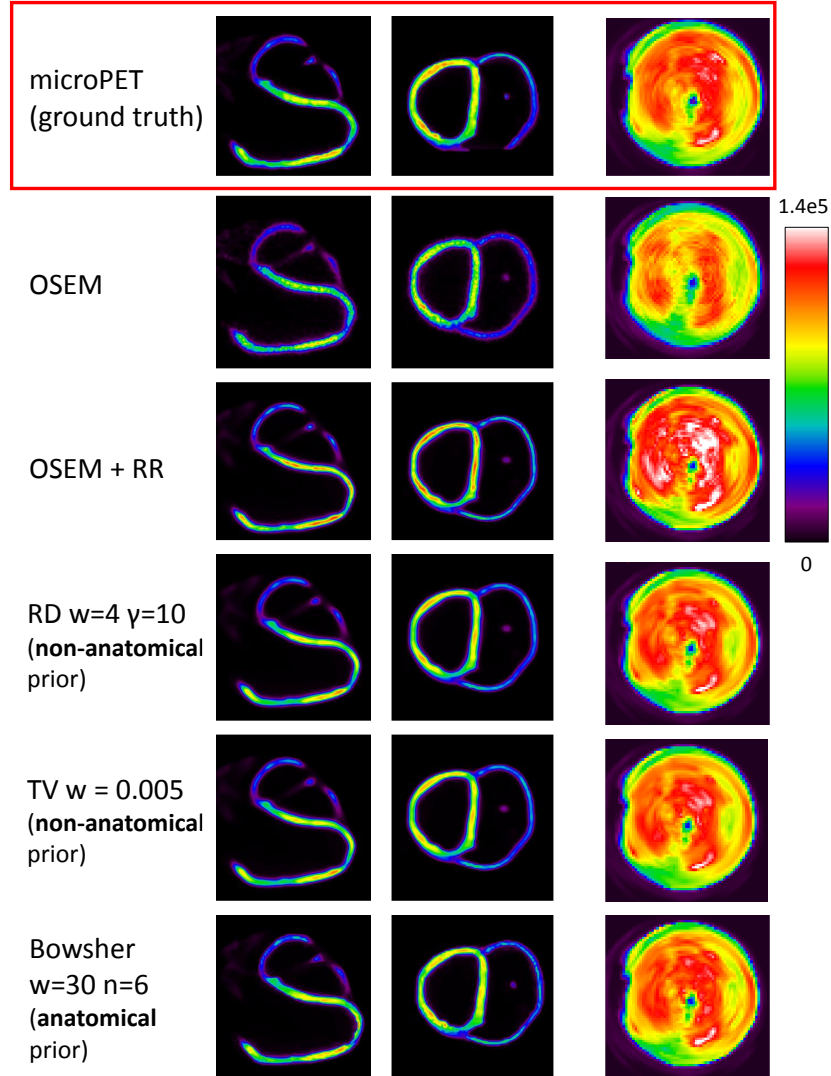 microPET
(ground truth)
1.4e5
OSEM
OSEM + RR
0
RD w=4 γ=10
(non-anatomical
prior)
TV w = 0.005
(non-anatomical
prior)
Bowsher
w=30 n=6
(anatomical
prior)